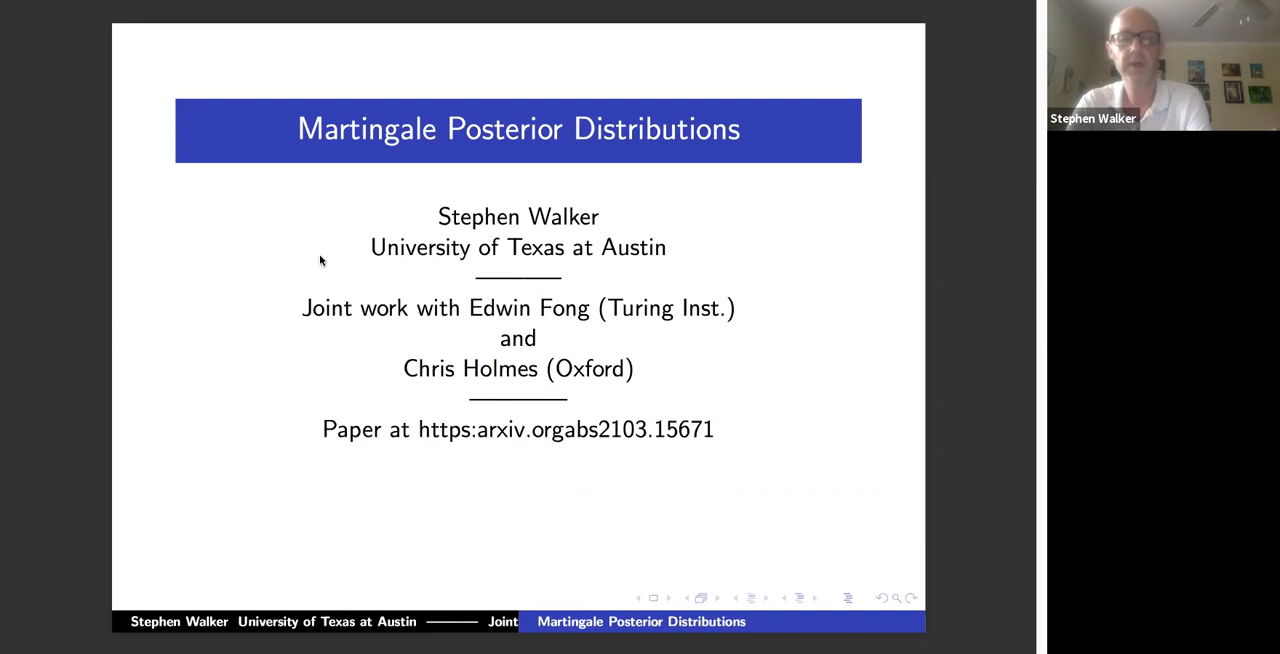 Martingale Posterior Distributions
Stephen Walker
University of Texas at Austin
Joint work with Edwin Fong (Turing Inst.)
and
Chris Holmes (Oxford)
Paper at https:arxiv.orgabs2103.15671
Stephen Walker University of Texas at Austin ——— Joint
Martingale Posterior Distributions
Stephen Walker